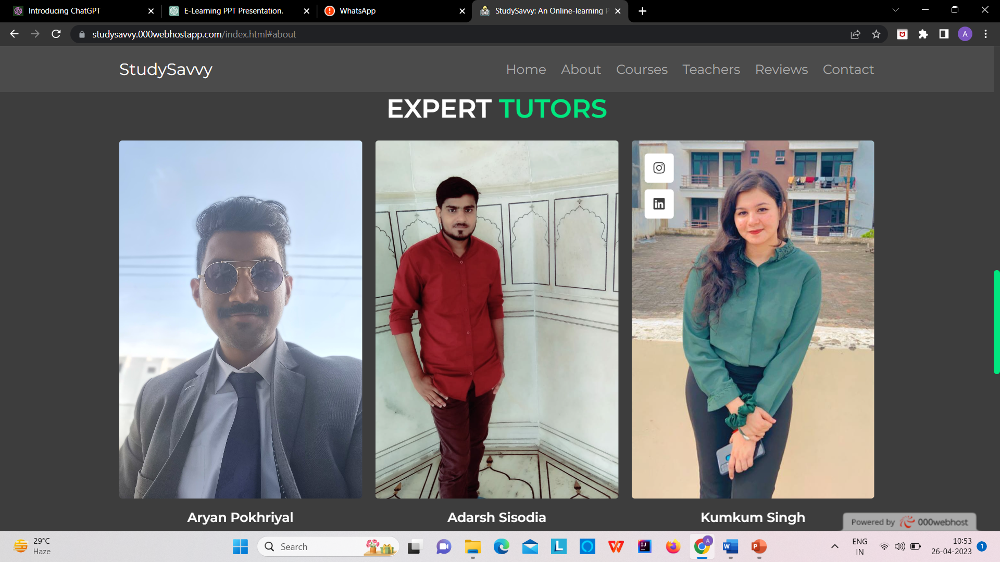 Introducing ChatGPT
E-Learning PPT Presentation.
WhatsApp
StudySavvy: An Online-learning P
studysavvy.000webhostapp.com/index.html#about
A
StudySavvy
Home About Courses Teachers Reviews Contact
EXPERT TUTORS
in
Aryan Pokhriyal
Adarsh Sisodia
Kumkum Singh
Powered by 000webhost
29°C
Haze
Search
L
IJ
A
W
P
ENG
IN
10:53
26-04-2023
1